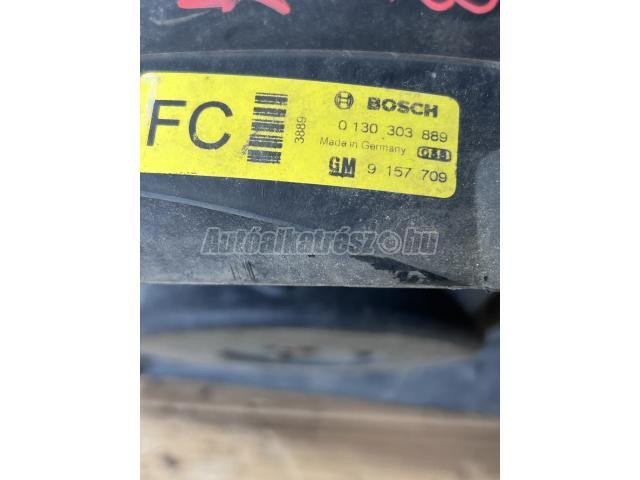 FC
3889
BOSCH
0 130 303 889
Made in Germany
GM 9 157 709
Autóalkatrész.hu